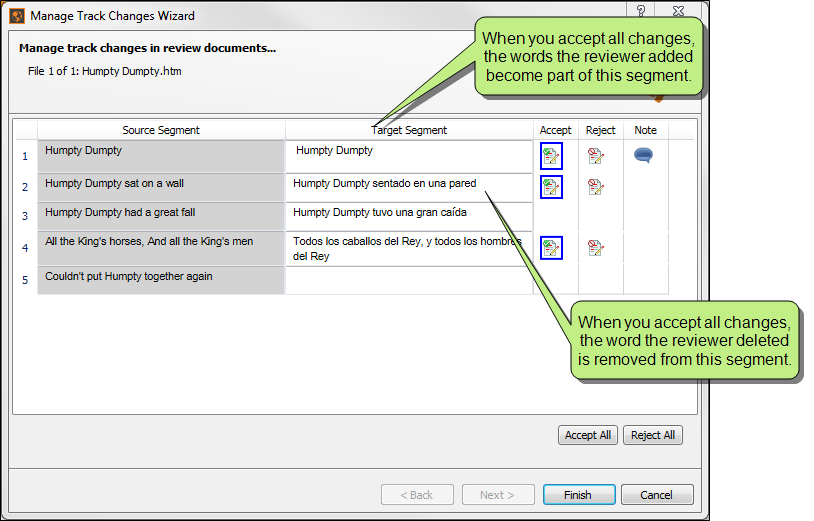 Manage Track Changes Wizard
?
Manage track changes in review documents...
File 1 of 1: Humpty Dumpty.htm
When you accept all changes,
the words the reviewer added
become part of this segment.
Source Segment Target Segment Accept Reject Note
1 Humpty Dumpty Humpty Dumpty
2 Humpty Dumpty sat on a wall Humpty Dumpty sentado en una pared
3 Humpty Dumpty had a great fall Humpty Dumpty tuvo una gran caída
4 All the King's horses, And all the King's men Todos los caballos del Rey, y todos los hombres
del Rey
5 Couldn't put Humpty together again
When you accept all changes,
the word the reviewer deleted
is removed from this segment.
Accept All Reject All
< Back Next > Finish Cancel